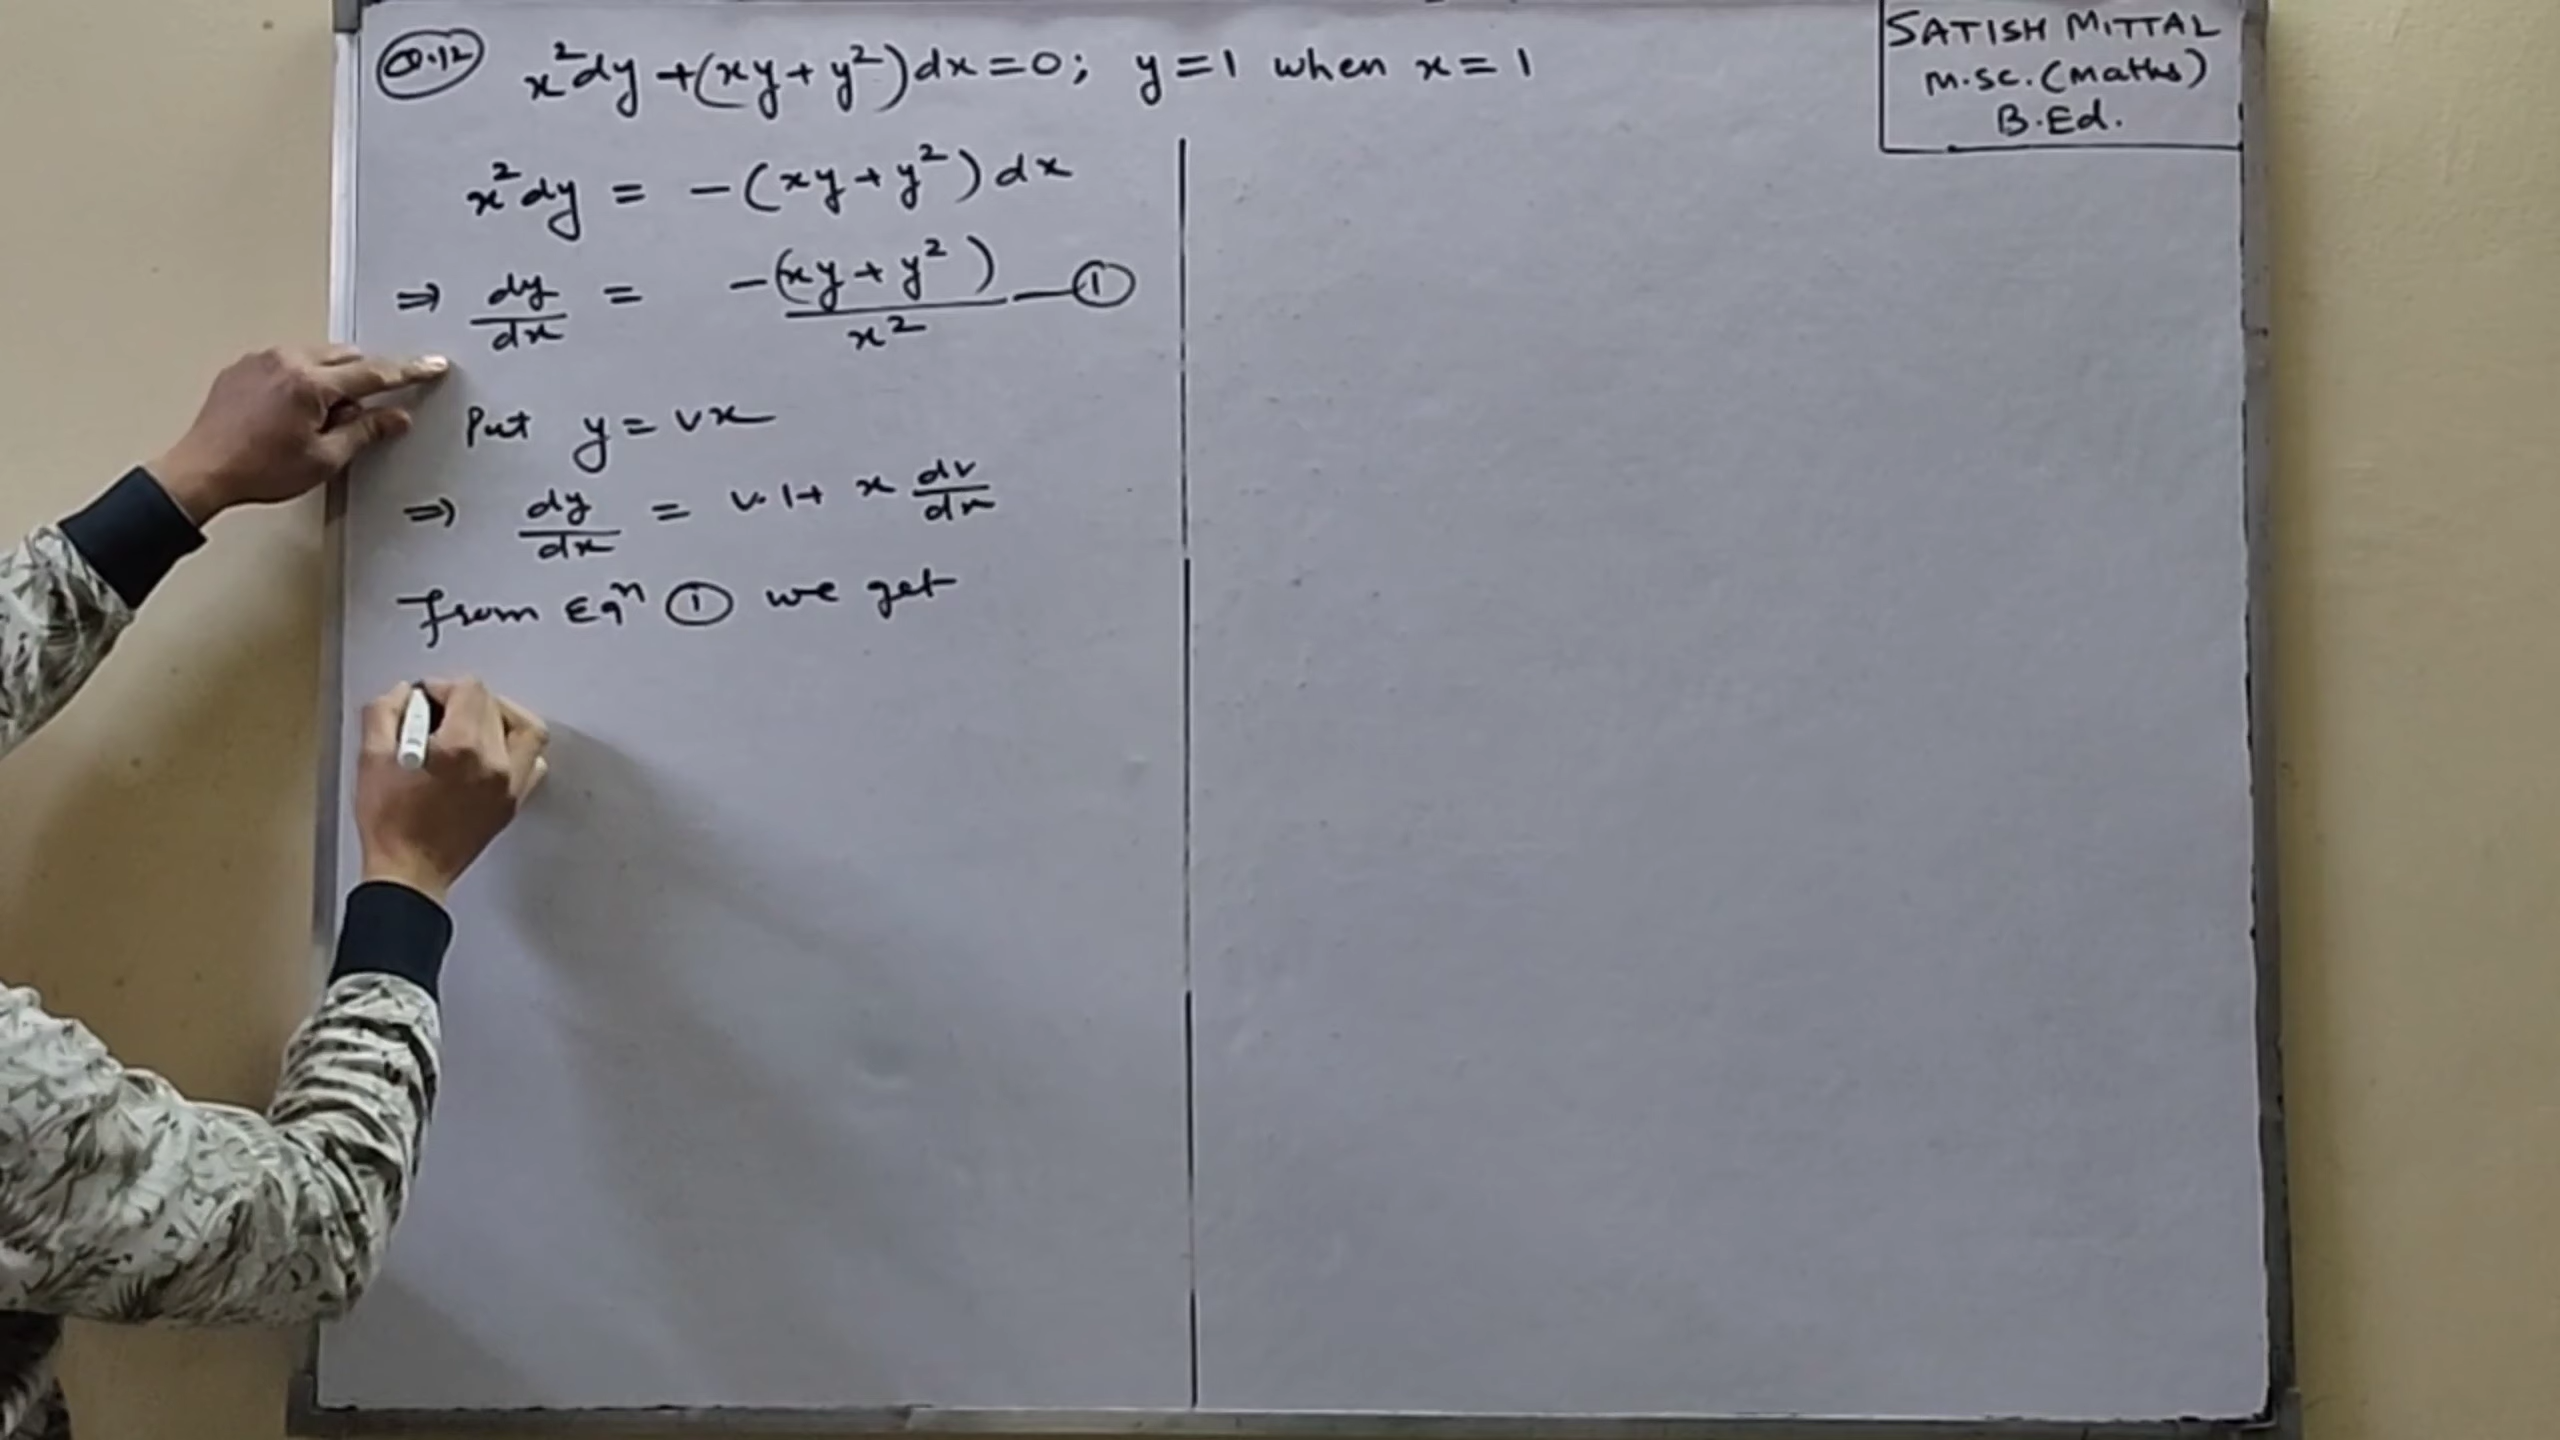 Q.12 x²dy + (xy + y²)dx = 0; y = 1 when x = 1
SATISH MITTAL
M.SC. (Maths)
B.Ed.
x²dy = -(xy + y²) dx
⇒ dy/dx = -(xy + y²)/x² — ①
Put y = vx
⇒ dy/dx = v.1 + x dv/dx
from Eqⁿ ① we get